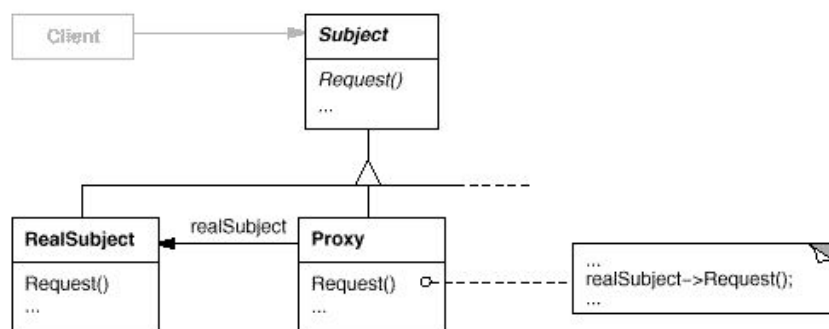 Client
Subject
Request()
...
realSubject
RealSubject
Request()
...
Proxy
Request()
...
...
realSubject->Request();
...